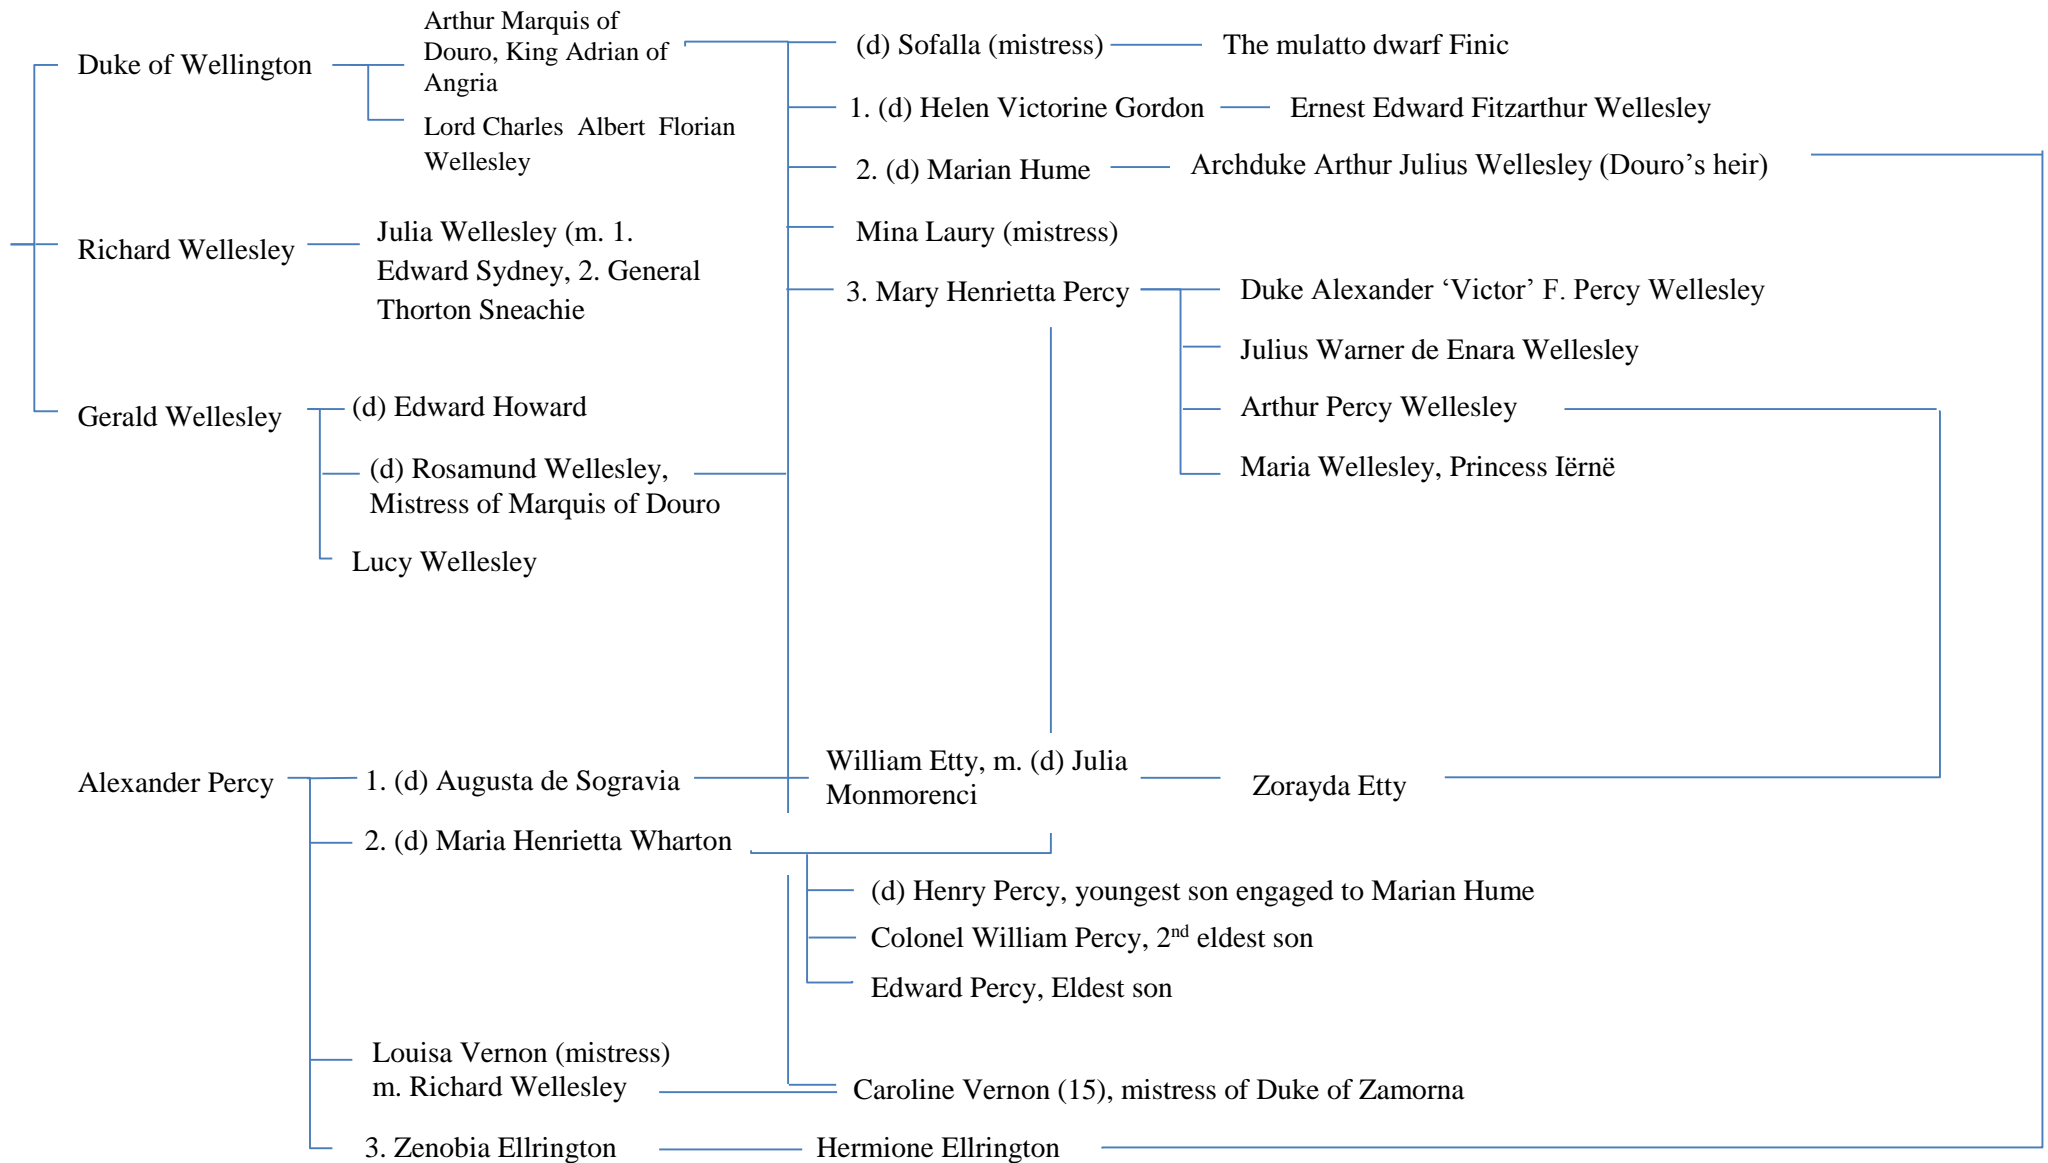 Duke of Wellington
Arthur Marquis of
Douro, King Adrian of
Angria
Lord Charles Albert Florian
Wellesley
(d) Sofalla (mistress)
The mulatto dwarf Finic
1. (d) Helen Victorine Gordon
Ernest Edward Fitzarthur Wellesley
2. (d) Marian Hume
Archduke Arthur Julius Wellesley (Douro’s heir)
Mina Laury (mistress)
3. Mary Henrietta Percy
Duke Alexander ‘Victor’ F. Percy Wellesley
Julius Warner de Enara Wellesley
Arthur Percy Wellesley
Maria Wellesley, Princess Iërnë
Richard Wellesley
Julia Wellesley (m. 1.
Edward Sydney, 2. General
Thorton Sneachie
Gerald Wellesley
(d) Edward Howard
(d) Rosamund Wellesley,
Mistress of Marquis of Douro
Lucy Wellesley
Alexander Percy
1. (d) Augusta de Sogravia
William Etty, m. (d) Julia
Monmorenci
Zorayda Etty
2. (d) Maria Henrietta Wharton
(d) Henry Percy, youngest son engaged to Marian Hume
Colonel William Percy, 2nd eldest son
Edward Percy, Eldest son
Louisa Vernon (mistress)
m. Richard Wellesley
Caroline Vernon (15), mistress of Duke of Zamorna
3. Zenobia Ellrington
Hermione Ellrington